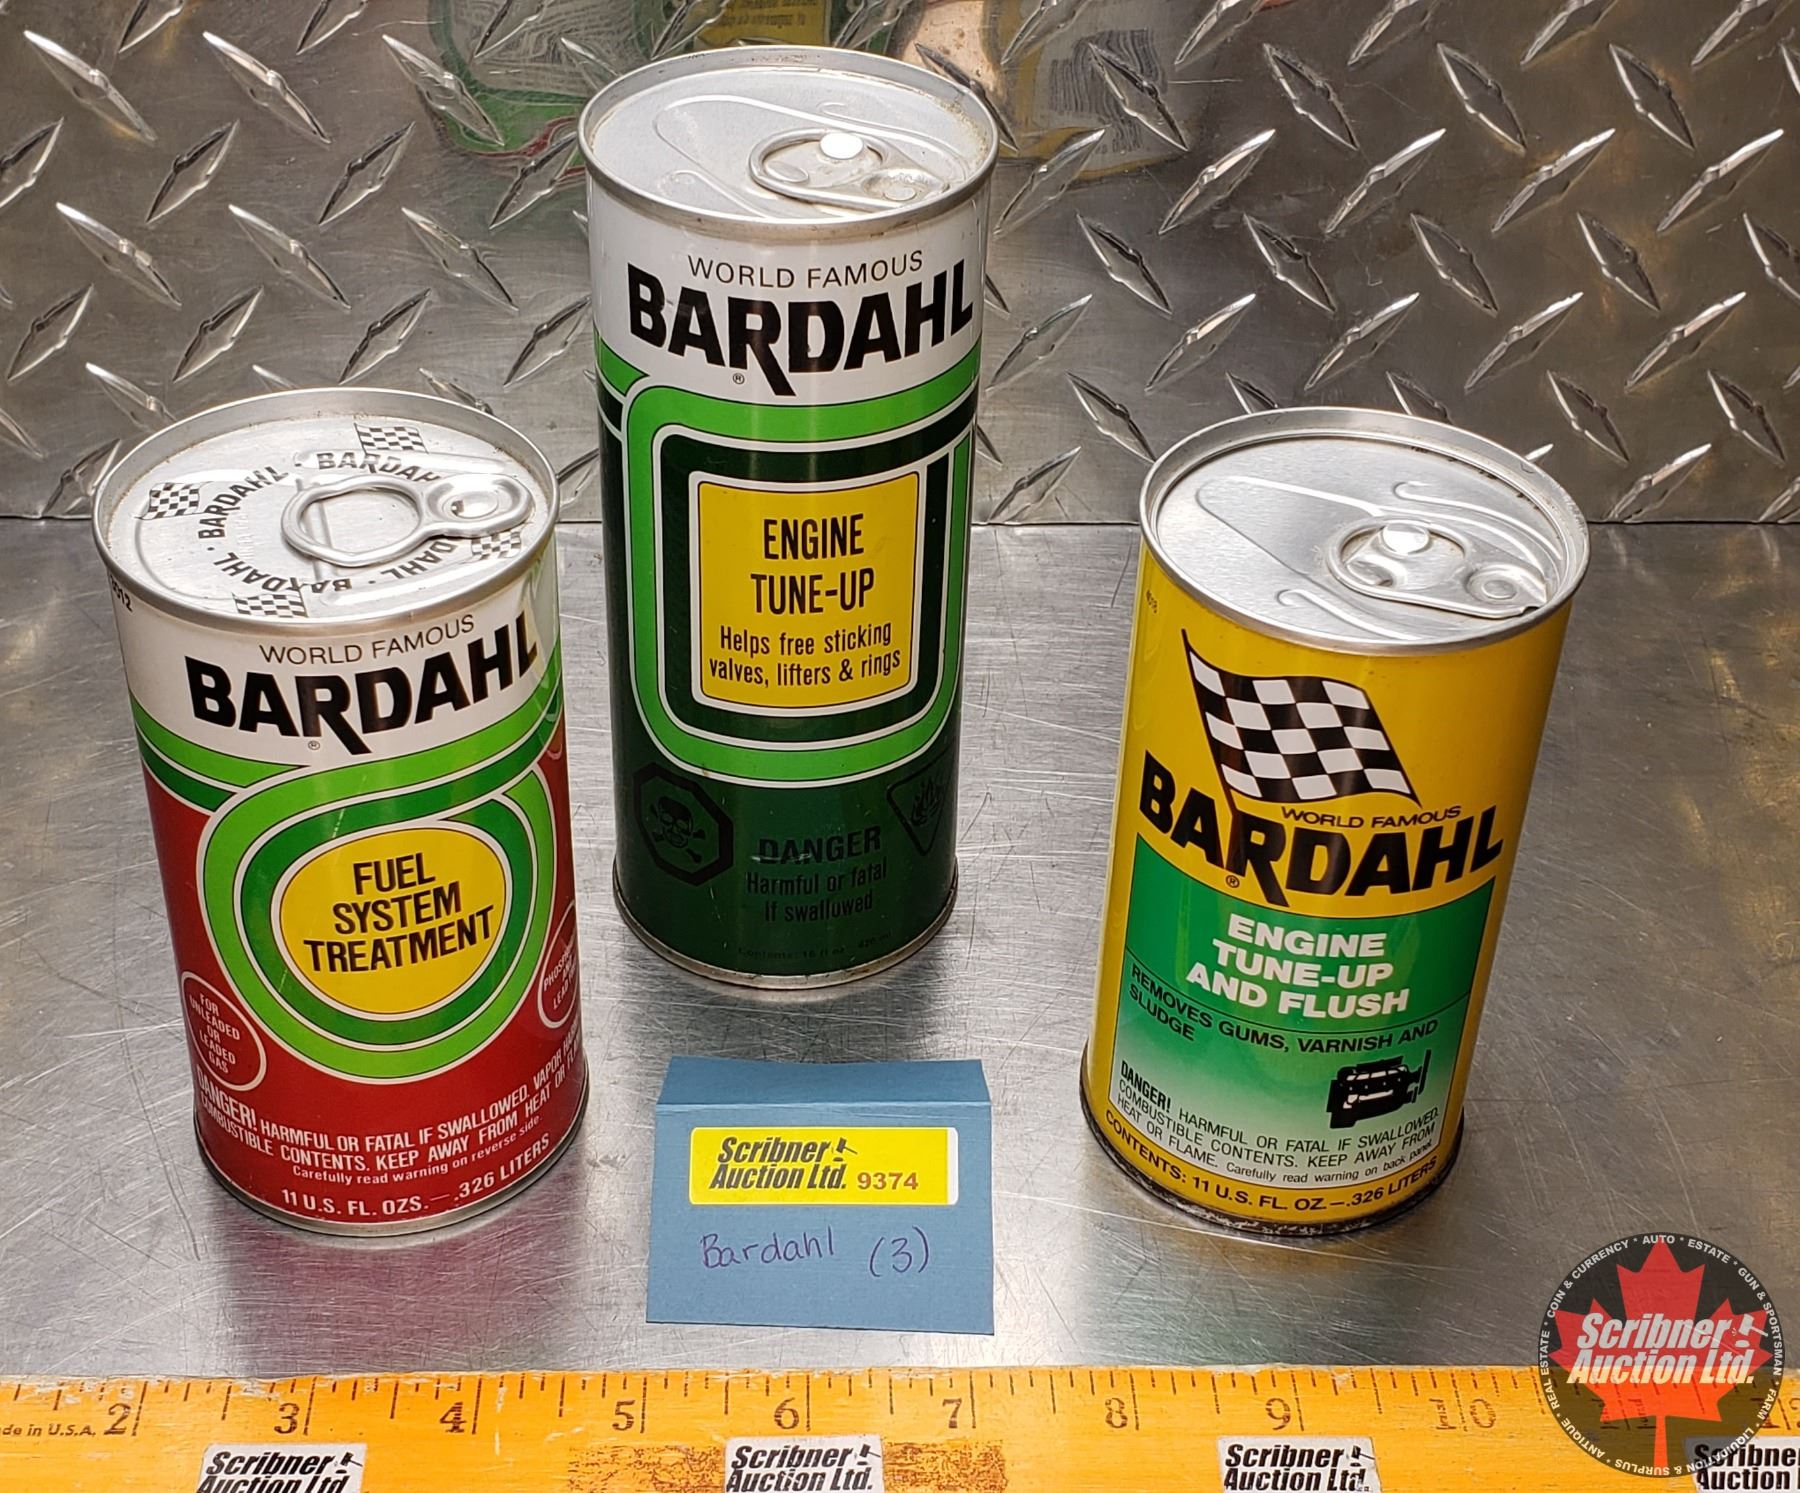 WORLD FAMOUS
BARDAHL
®
ENGINE
TUNE-UP
Helps free sticking
valves, lifters & rings
DANGER
Harmful or fatal
if swallowed
BARDAHL · BARDAHL
BARDAHL · BARDAHL
WORLD FAMOUS
BARDAHL
®
FUEL
SYSTEM
TREATMENT
FOR
UNLEADED
OR
LEADED
GAS
DANGER! HARMFUL OR FATAL IF SWALLOWED. VAPOR
COMBUSTIBLE CONTENTS. KEEP AWAY FROM HEAT OR
Carefully read warning on reverse side.
11 U.S. FL. OZS. — .326 LITERS
WORLD FAMOUS
BARDAHL
®
ENGINE
TUNE-UP
AND FLUSH
REMOVES GUMS, VARNISH AND
SLUDGE
DANGER! HARMFUL OR FATAL IF SWALLOWED.
COMBUSTIBLE CONTENTS. KEEP AWAY FROM
HEAT OR FLAME. Carefully read warning on back panel.
CONTENTS: 11 U.S. FL. OZ.—.326 LITERS
Scribner
Auction Ltd. 9374
Bardahl (3)
2 3 4 5 6 7 8 9 10
in U.S.A.
Scribner
Auction Ltd.
Scribner
Auction Ltd.
Scribner
Auction Ltd.
Scribner
Auction Ltd.
REAL ESTATE * COIN & CURRENCY * AUTO * ESTATE * GUN & SPORTSMAN * FARM * LIQUIDATION & SURPLUS * ANTIQUE *
Scribner
Auction Ltd.